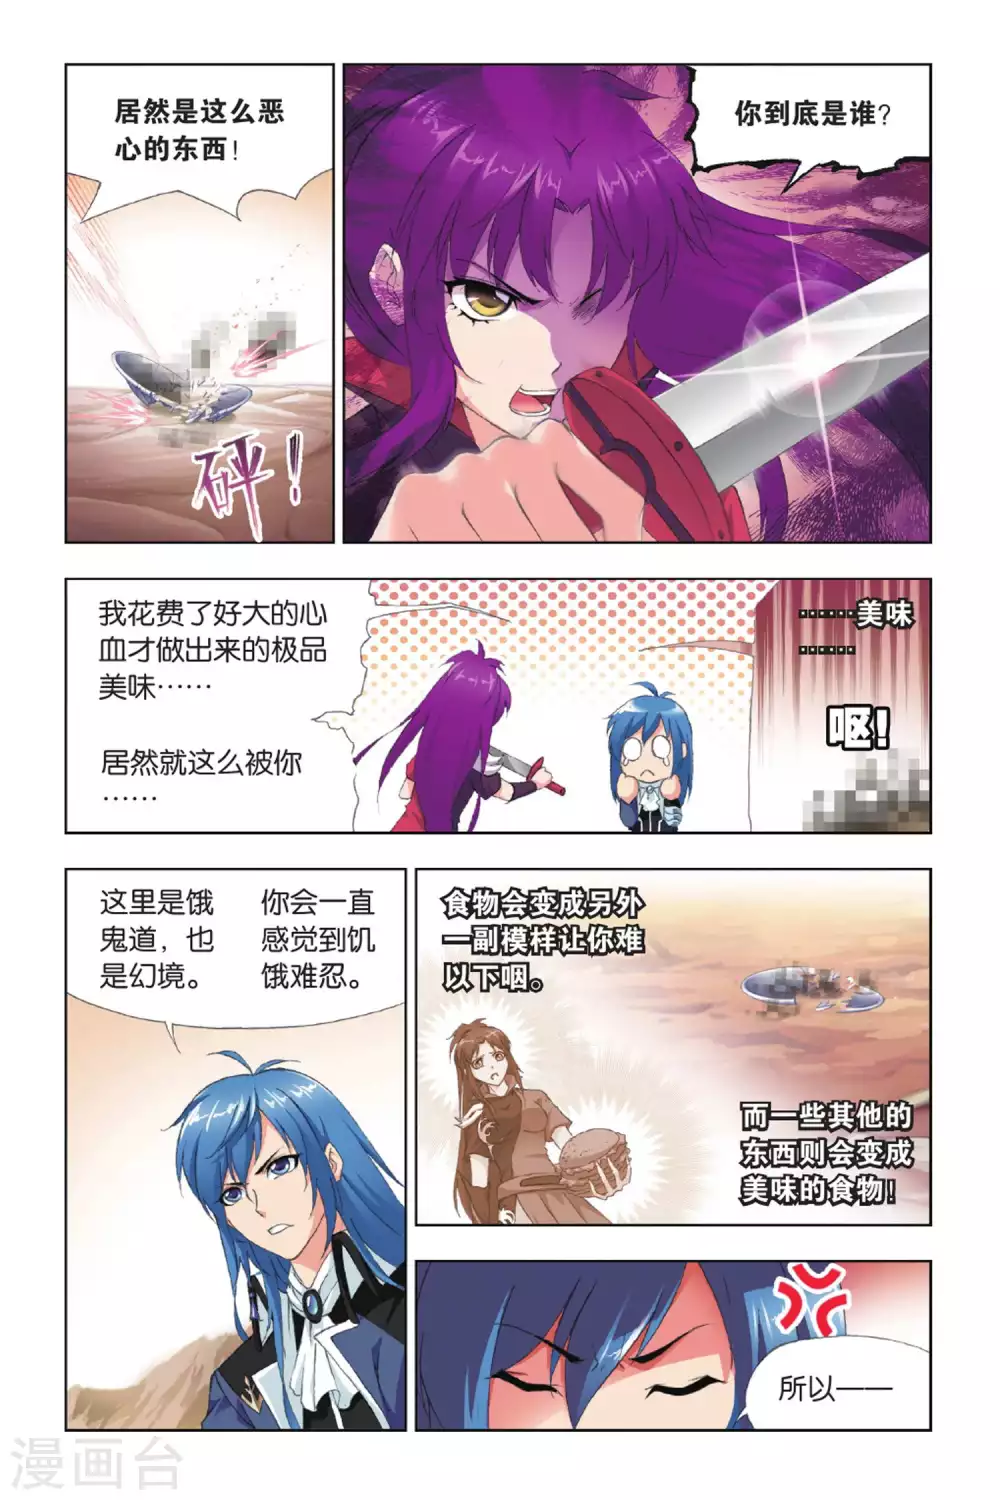 居然是这么恶
心的东西！
砰！
你到底是谁？
我花费了好大的心
血才做出来的极品
美味……
居然就这么被你
……
……美味
……
呕！
这里是饿
鬼道，也
是幻境。
你会一直
感觉到饥
饿难忍。
食物会变成另外
一副模样让你难
以下咽。
而一些其他的
东西则会变成
美味的食物！
所以——
漫画台